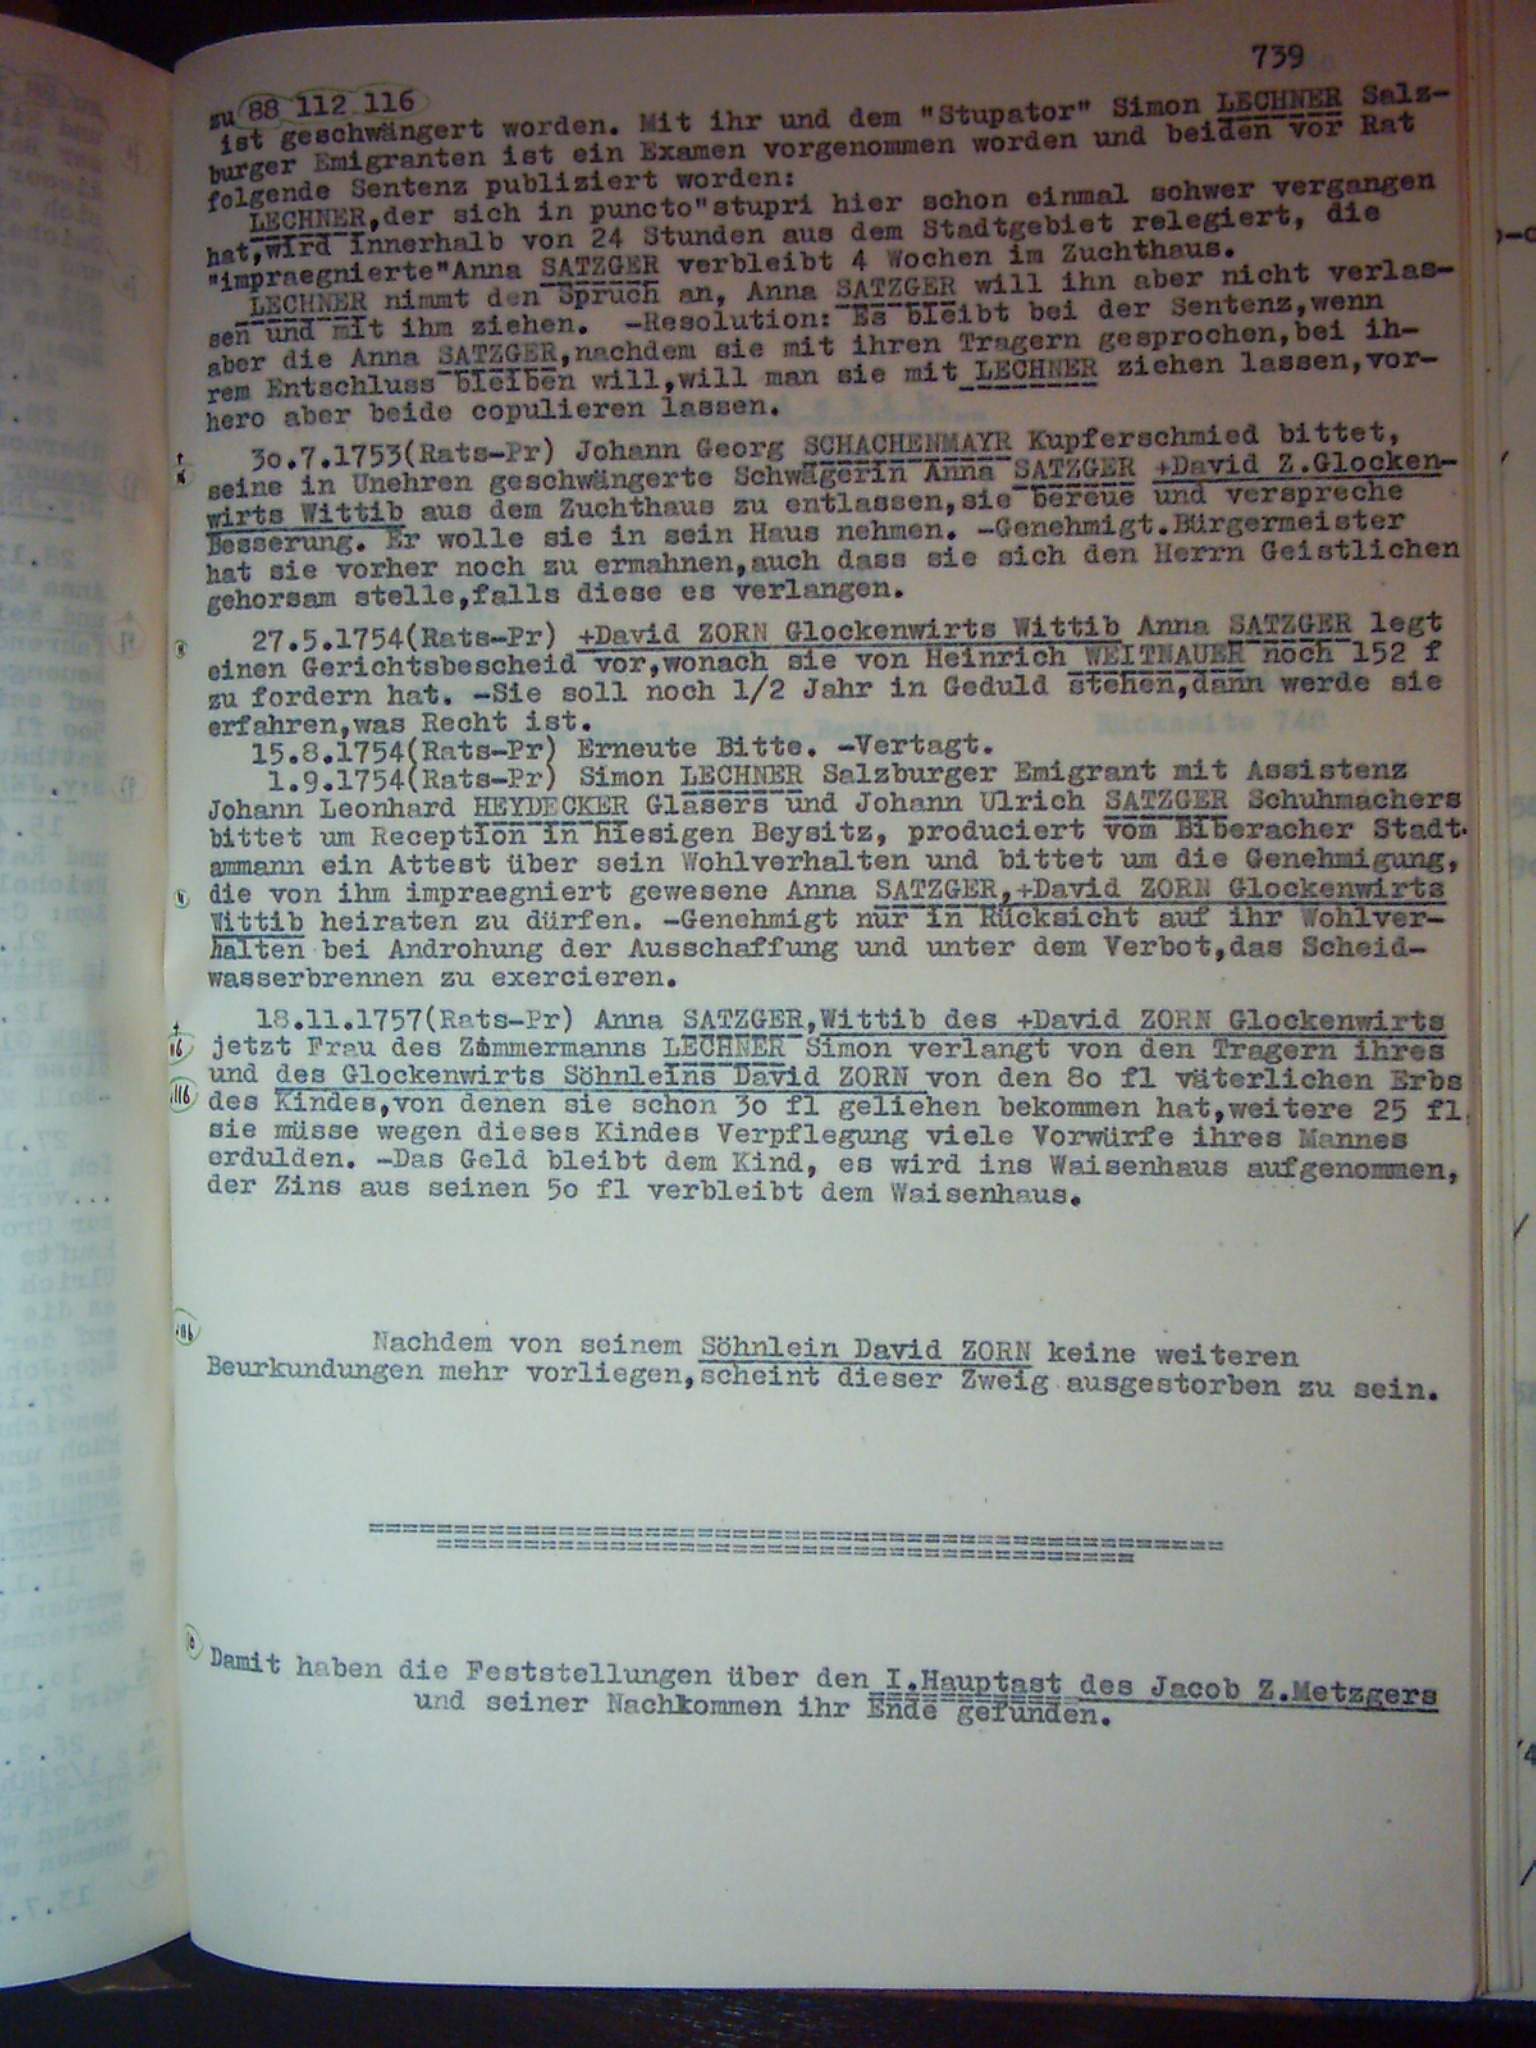 739
zu 88 112 116
ist geschwängert worden. Mit ihr und dem "Stupator" Simon LECHNER Salz-
burger Emigranten ist ein Examen vorgenommen worden und beiden vor Rat
folgende Sentenz publiziert worden:
LECHNER,der sich in puncto"stupri hier schon einmal schwer vergangen
hat,wird innerhalb von 24 Stunden aus dem Stadtgebiet relegiert, die
"impraegnierte"Anna SATZGER verbleibt 4 Wochen im Zuchthaus.
LECHNER nimmt den Spruch an, Anna SATZGER will ihn aber nicht verlas-
sen und mit ihm ziehen. -Resolution: Es bleibt bei der Sentenz,wenn
aber die Anna SATZGER,nachdem sie mit ihren Tragern gesprochen,bei ih-
rem Entschluss bleiben will,will man sie mit LECHNER ziehen lassen,vor-
hero aber beide copulieren lassen.
30.7.1753(Rats-Pr) Johann Georg SCHACHENMAYR Kupferschmied bittet,
seine in Unehren geschwängerte Schwägerin Anna SATZGER +David Z.Glocken-
wirts Wittib aus dem Zuchthaus zu entlassen,sie bereue und verspreche
Besserung. Er wolle sie in sein Haus nehmen. -Genehmigt.Bürgermeister
hat sie vorher noch zu ermahnen,auch dass sie sich den Herrn Geistlichen
gehorsam stelle,falls diese es verlangen.
27.5.1754(Rats-Pr) +David ZORN Glockenwirts Wittib Anna SATZGER legt
einen Gerichtsbescheid vor,wonach sie von Heinrich WEITNAUER noch 152 f
zu fordern hat. -Sie soll noch 1/2 Jahr in Geduld stehen,dann werde sie
erfahren,was Recht ist.
15.8.1754(Rats-Pr) Erneute Bitte. -Vertagt.
1.9.1754(Rats-Pr) Simon LECHNER Salzburger Emigrant mit Assistenz
Johann Leonhard HEYDECKER Glasers und Johann Ulrich SATZGER Schuhmachers
bittet um Reception in hiesigen Beysitz, produciert vom Biberacher Stadt-
ammann ein Attest über sein Wohlverhalten und bittet um die Genehmigung,
die von ihm impraegniert gewesene Anna SATZGER,+David ZORN Glockenwirts
Wittib heiraten zu dürfen. -Genehmigt nur in Rücksicht auf ihr Wohlver-
halten bei Androhung der Ausschaffung und unter dem Verbot,das Scheid-
wasserbrennen zu exercieren.
18.11.1757(Rats-Pr) Anna SATZGER,Wittib des +David ZORN Glockenwirts
116 jetzt Frau des Zimmermanns LECHNER Simon verlangt von den Tragern ihres
116 und des Glockenwirts Söhnleins David ZORN von den 80 fl väterlichen Erbs
des Kindes,von denen sie schon 30 fl geliehen bekommen hat,weitere 25 fl,
sie müsse wegen dieses Kindes Verpflegung viele Vorwürfe ihres Mannes
erdulden. -Das Geld bleibt dem Kind, es wird ins Waisenhaus aufgenommen,
der Zins aus seinen 50 fl verbleibt dem Waisenhaus.
116 Nachdem von seinem Söhnlein David ZORN keine weiteren
Beurkundungen mehr vorliegen,scheint dieser Zweig ausgestorben zu sein.
Damit haben die Feststellungen über den I.Hauptast des Jacob Z.Metzgers
und seiner Nachkommen ihr Ende gefunden.